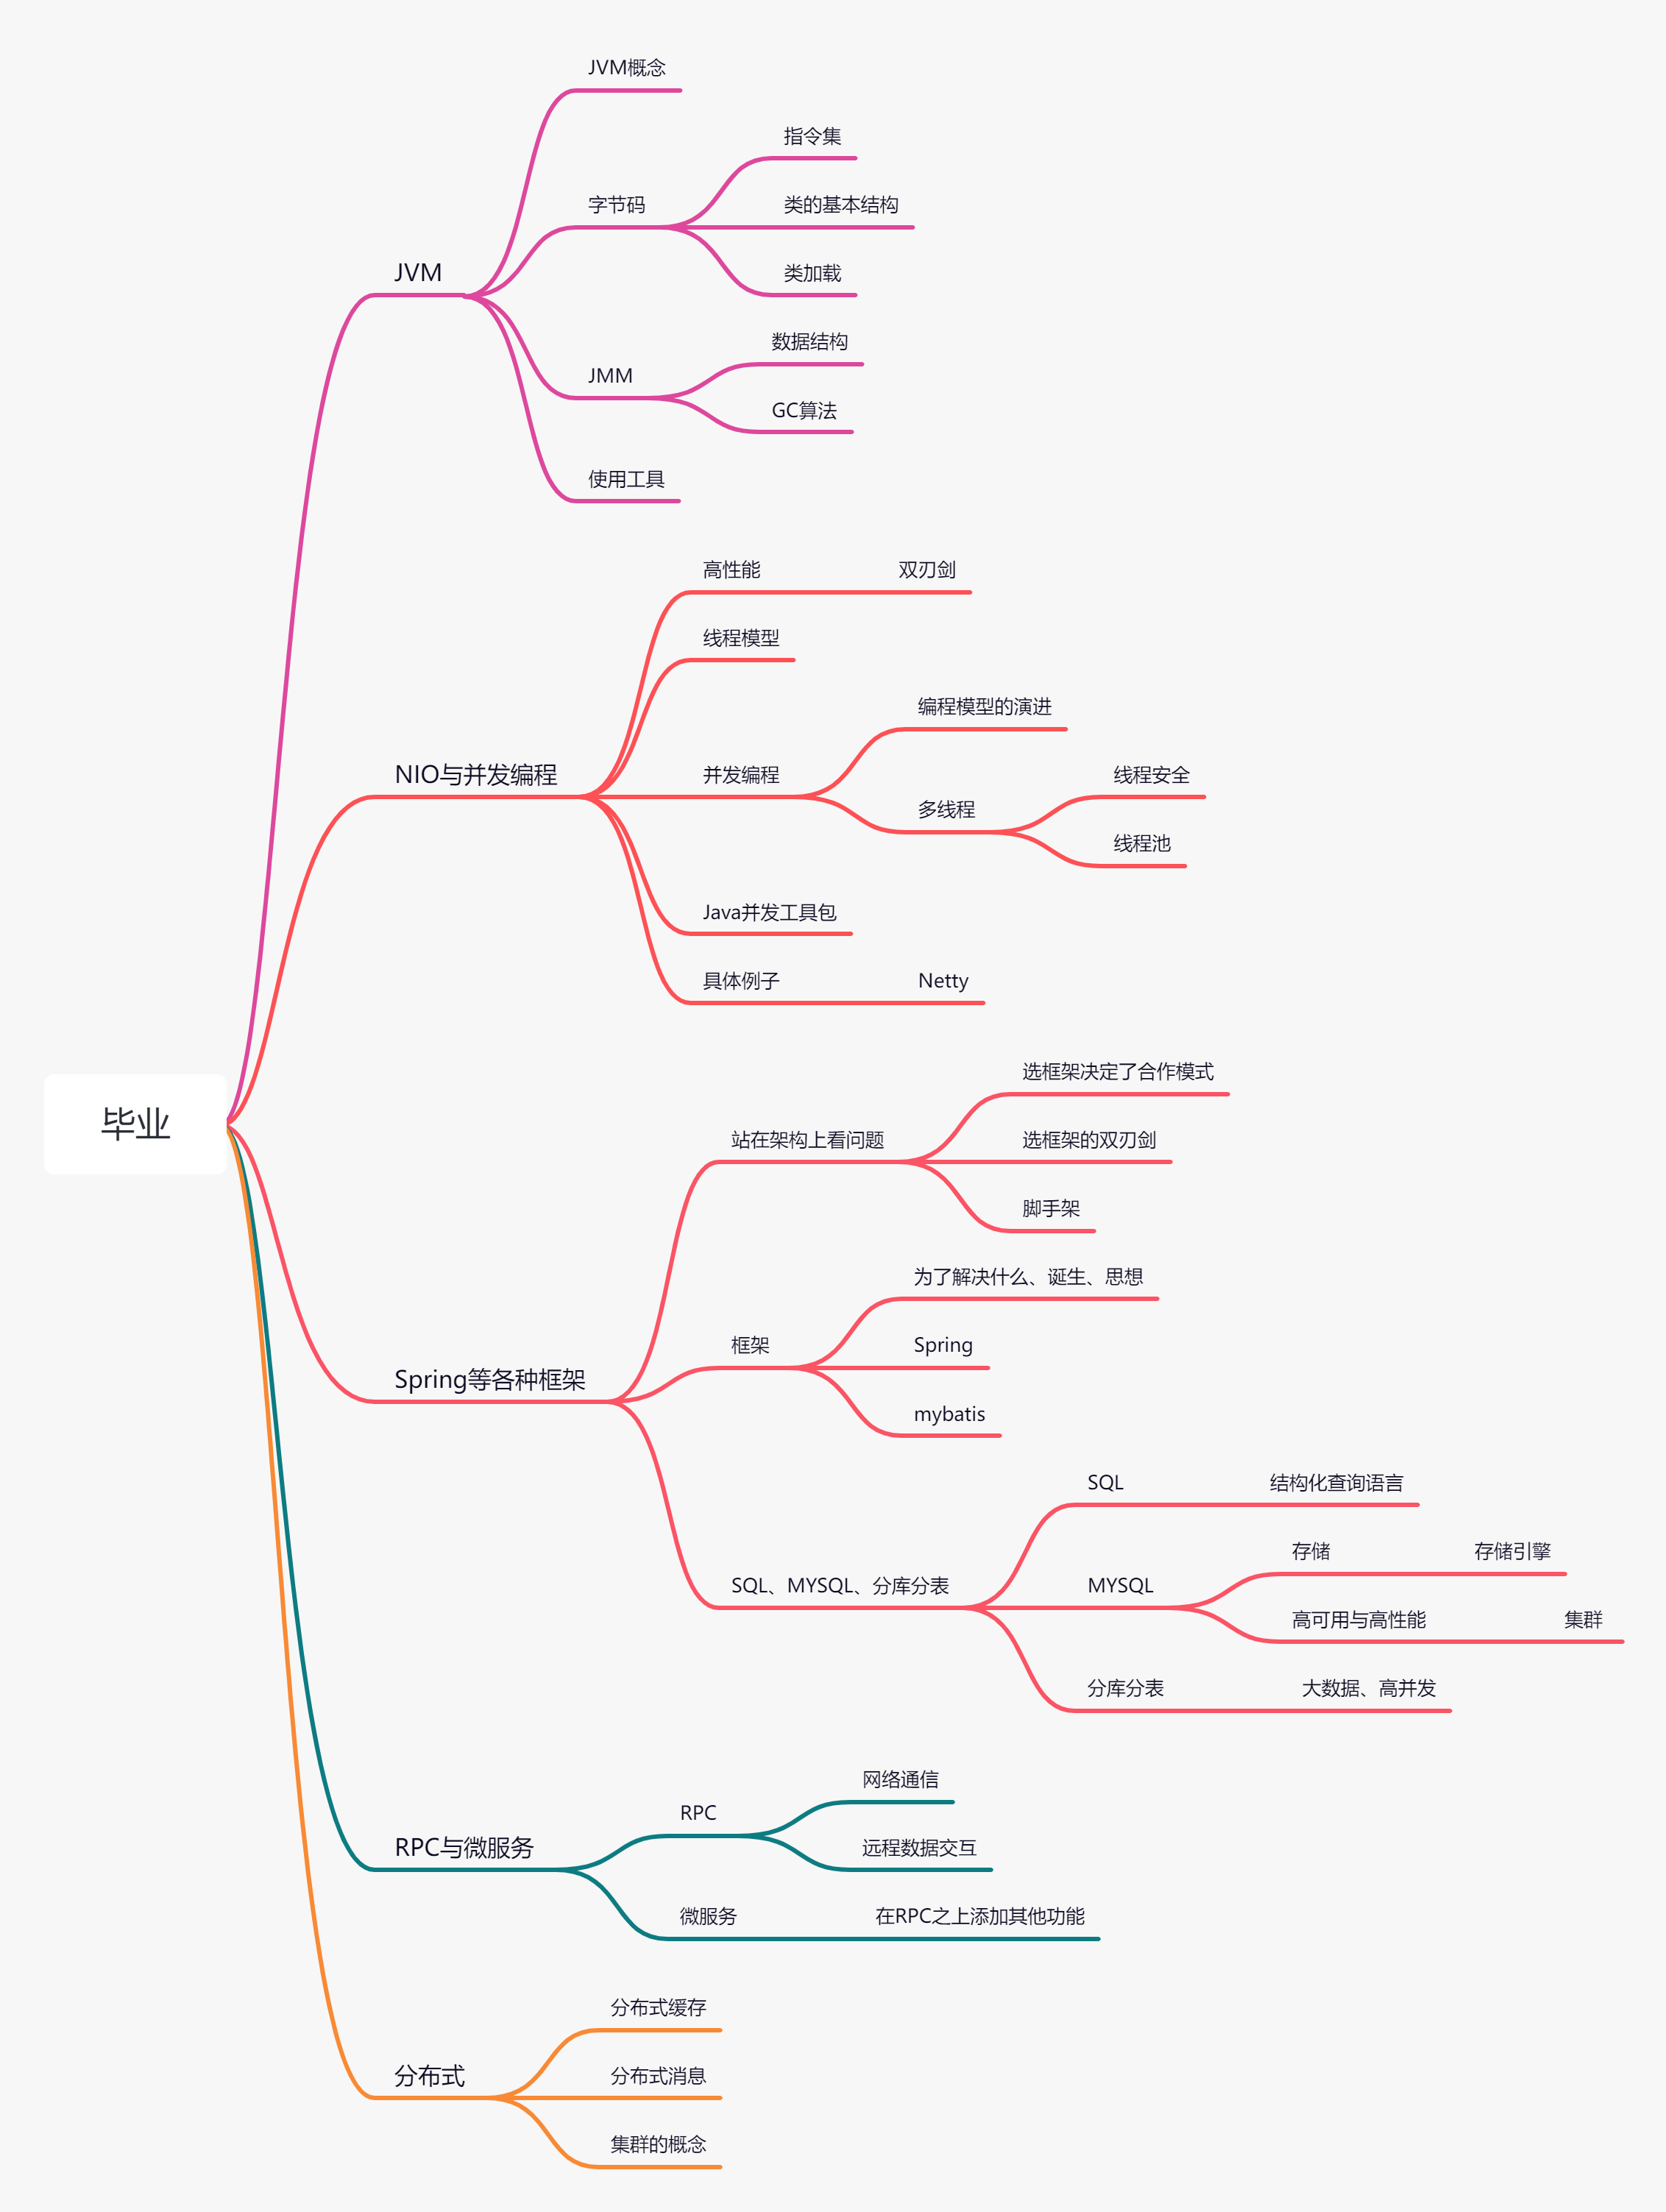 毕业
JVM
JVM概念
字节码
指令集
类的基本结构
类加载
JMM
数据结构
GC算法
使用工具
NIO与并发编程
高性能
双刃剑
线程模型
并发编程
编程模型的演进
多线程
线程安全
线程池
Java并发工具包
具体例子
Netty
Spring等各种框架
站在架构上看问题
选框架决定了合作模式
选框架的双刃剑
脚手架
框架
为了解决什么、诞生、思想
Spring
mybatis
SQL、MYSQL、分库分表
SQL
结构化查询语言
MYSQL
存储
存储引擎
高可用与高性能
集群
分库分表
大数据、高并发
RPC与微服务
RPC
网络通信
远程数据交互
微服务
在RPC之上添加其他功能
分布式
分布式缓存
分布式消息
集群的概念